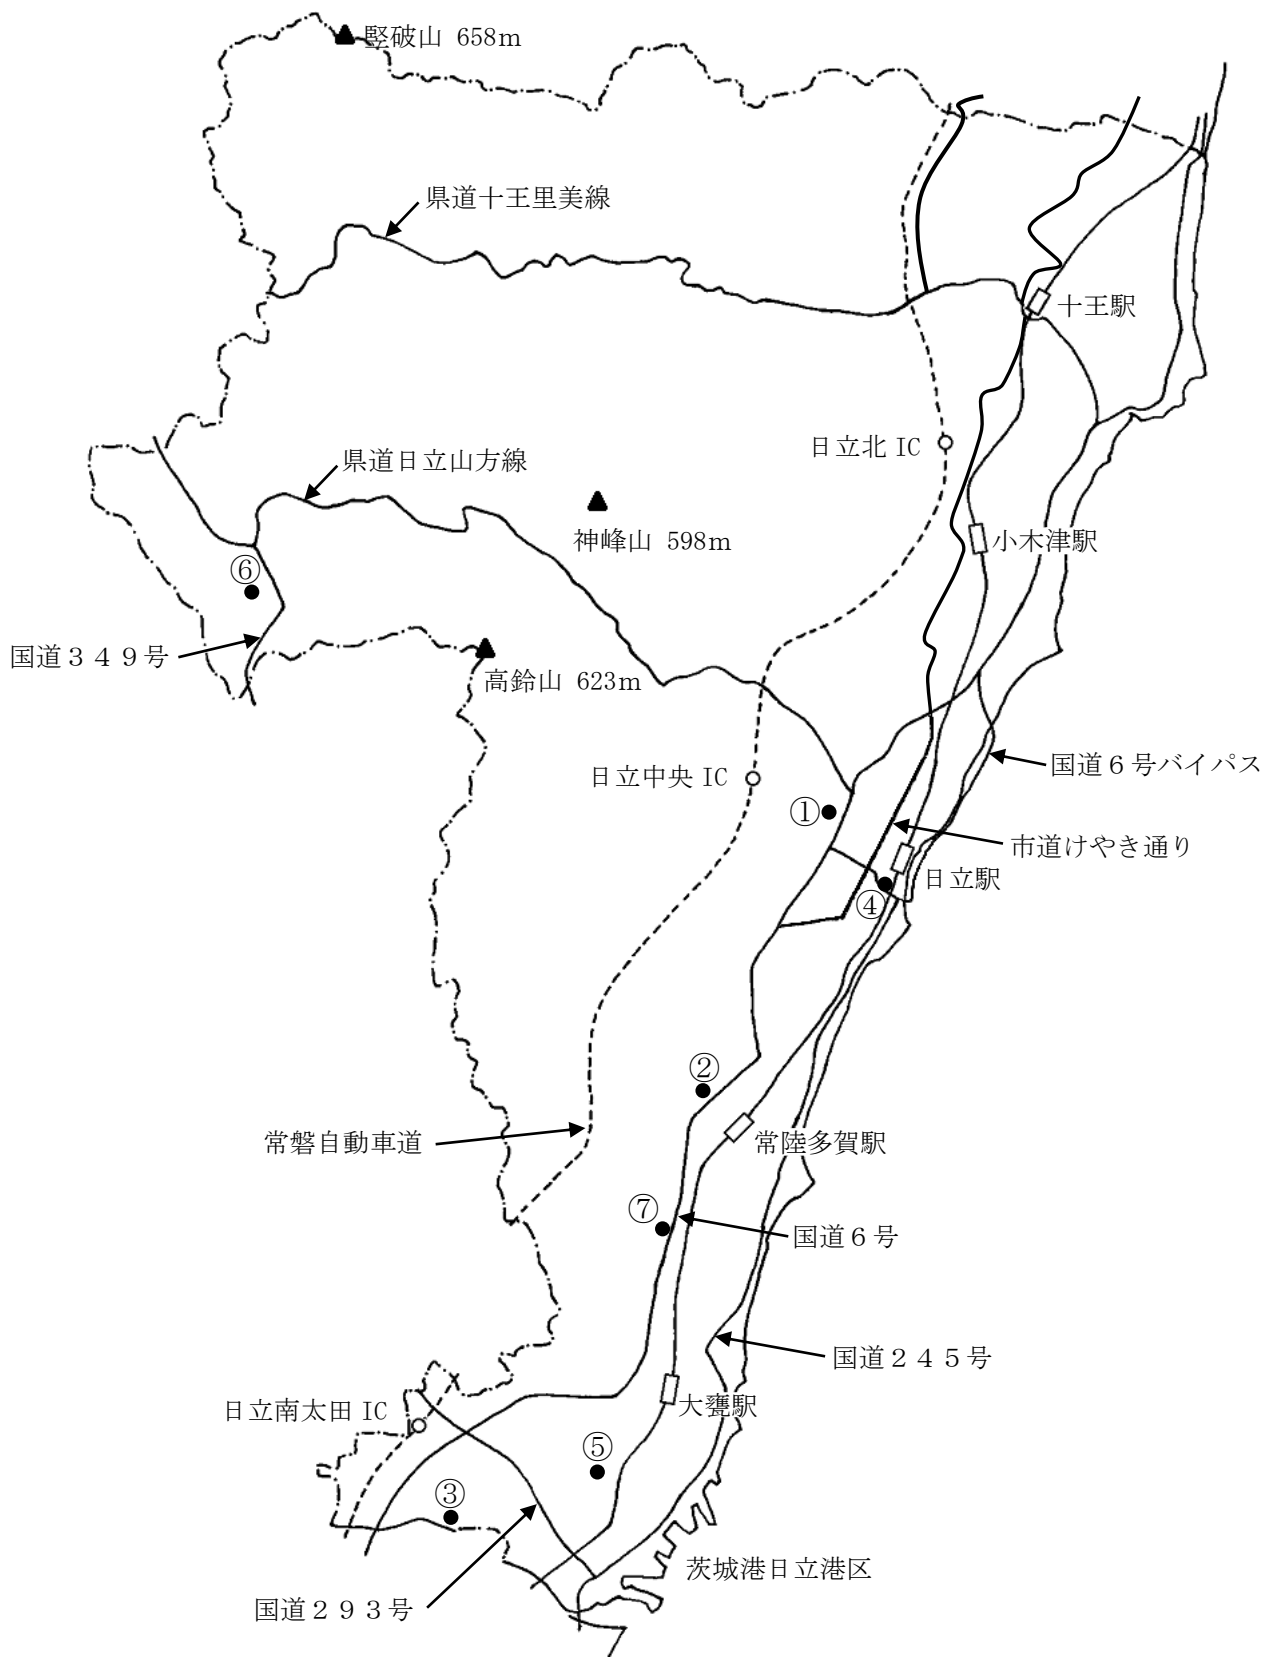 竪破山 658m
県道十王里美線
十王駅
日立北 IC
県道日立山方線
神峰山 598m
小木津駅
⑥
国道３４９号
高鈴山 623m
国道６号バイパス
日立中央 IC
①
市道けやき通り
日立駅
④
②
常磐自動車道
常陸多賀駅
⑦
国道６号
国道２４５号
大甕駅
日立南太田 IC
⑤
③
茨城港日立港区
国道２９３号